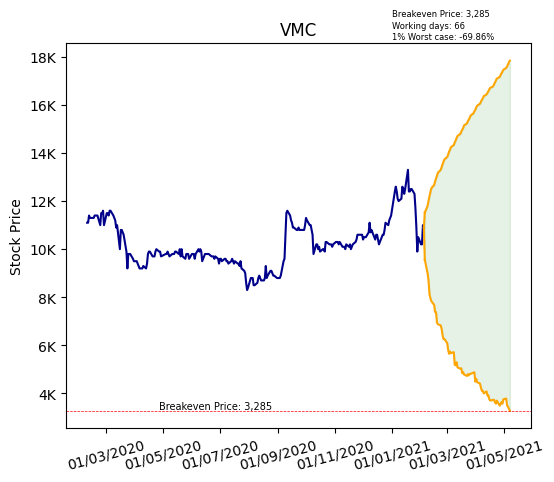 Breakeven Price: 3,285
Working days: 66
1% Worst case: -69.86%
VMC
Stock Price
18K
16K
14K
12K
10K
8K
6K
4K
Breakeven Price: 3,285
01/03/2020
01/05/2020
01/07/2020
01/09/2020
01/11/2020
01/01/2021
01/03/2021
01/05/2021